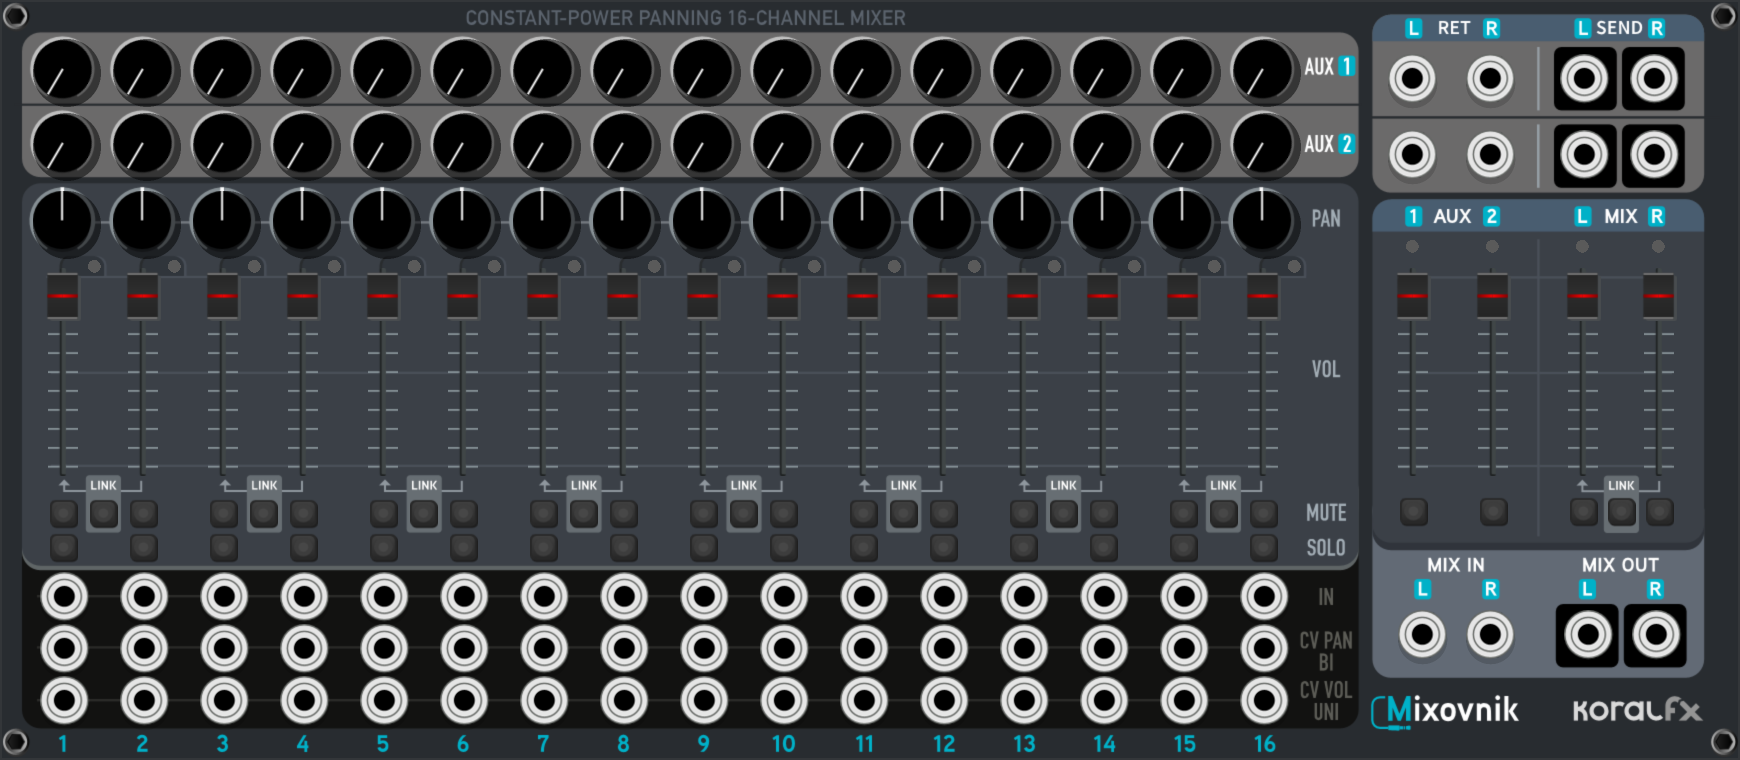 CONSTANT-POWER PANNING 16-CHANNEL MIXER
L RET R L SEND R
AUX 1
AUX 2
1 AUX 2 L MIX R
PAN
VOL
LINK LINK LINK LINK LINK LINK LINK LINK LINK
MUTE
SOLO
MIX IN MIX OUT
L R L R
IN
CV PAN
BI
CV VOL
UNI
Mixovnik KORALFX
1 2 3 4 5 6 7 8 9 10 11 12 13 14 15 16